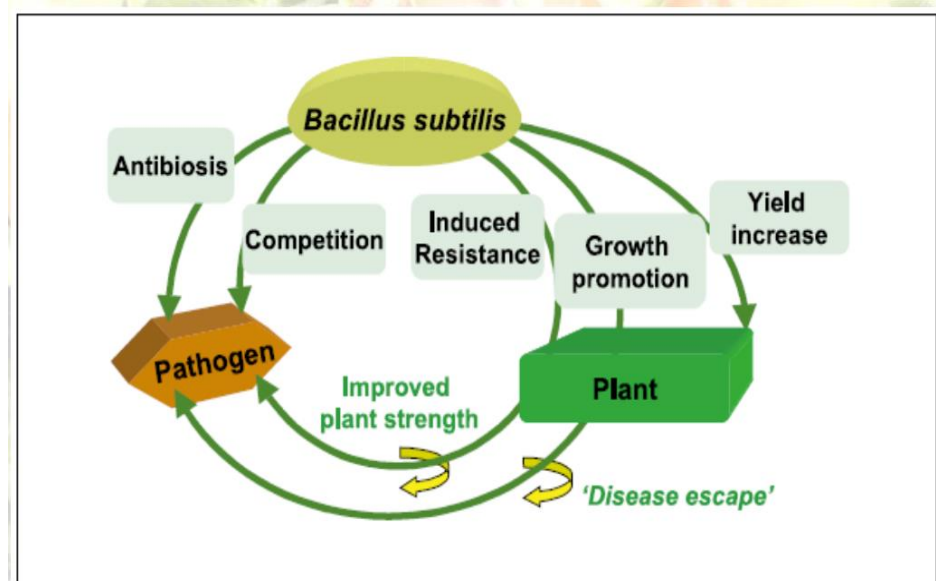 Bacillus subtilis
Antibiosis
Competition
Induced
Resistance
Growth
promotion
Yield
increase
Pathogen
Plant
Improved
plant strength
‘Disease escape’